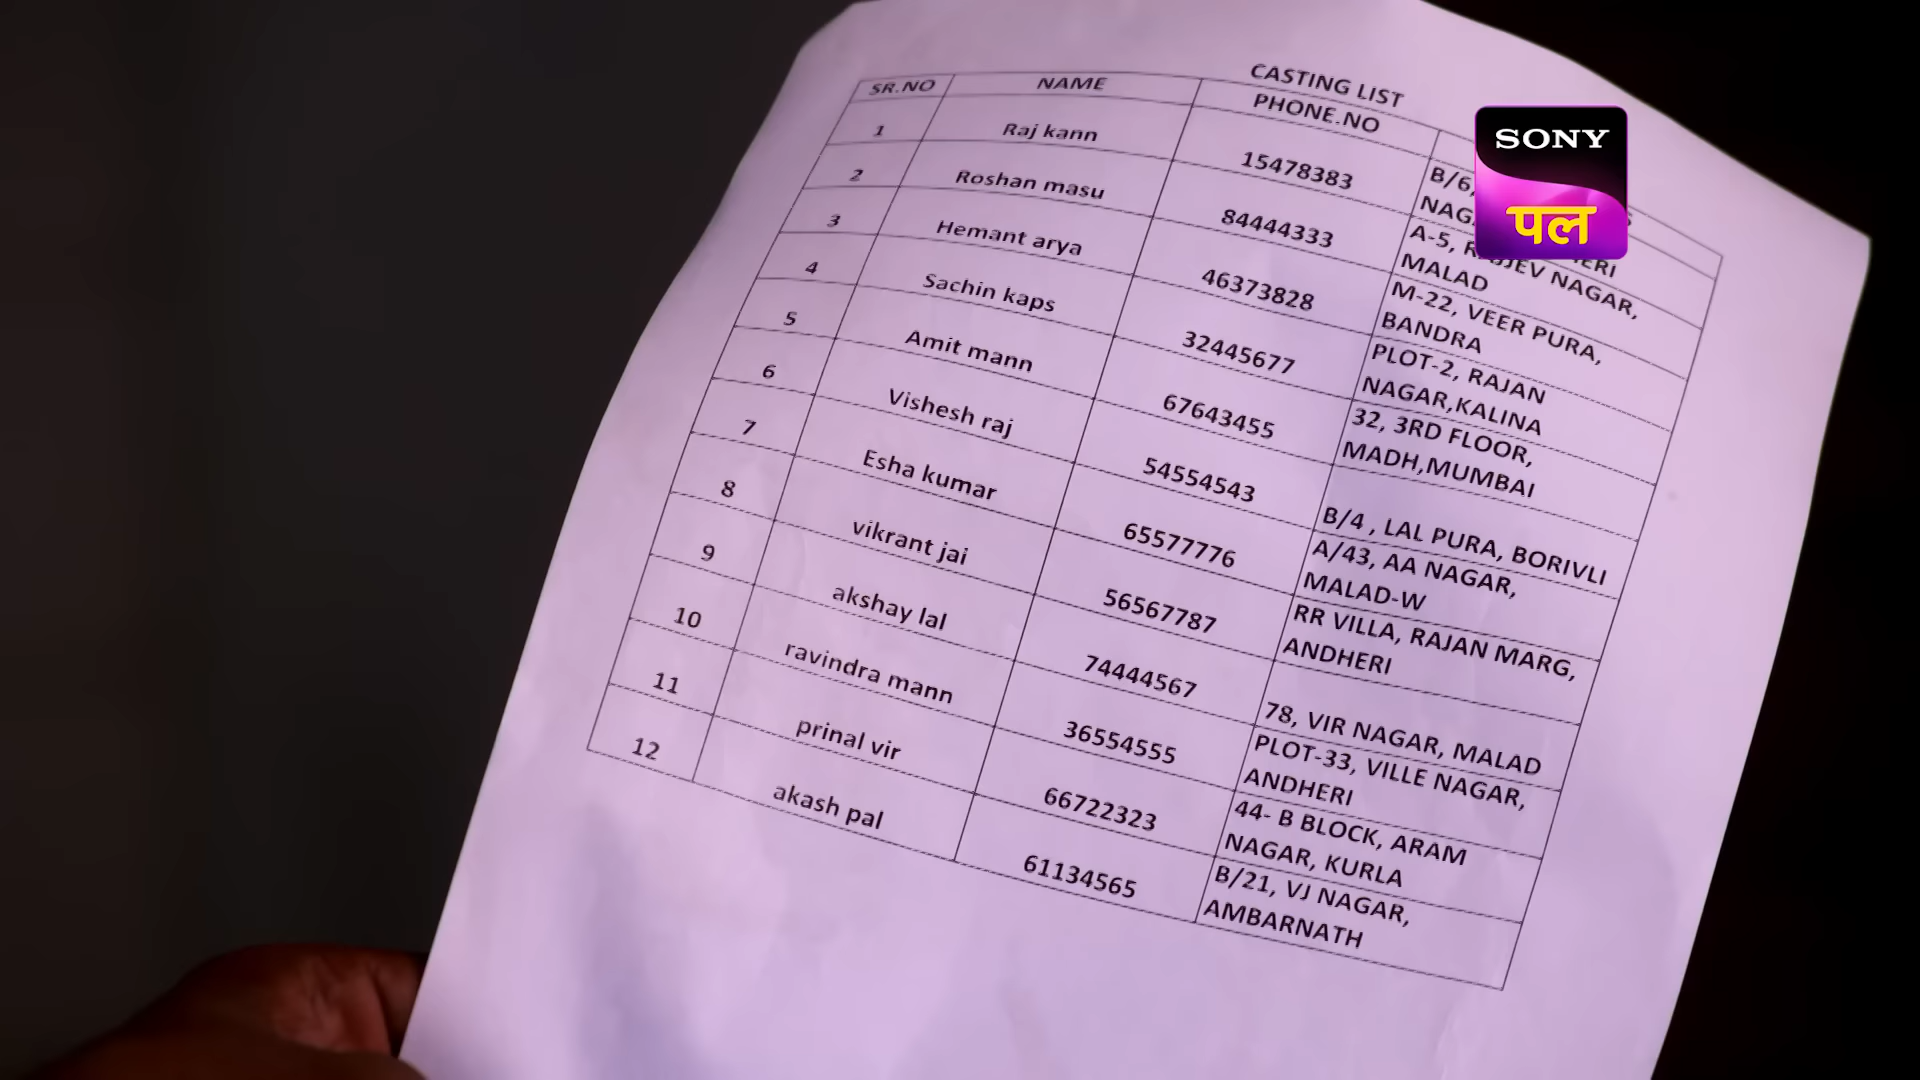 CASTING LIST
SR.NO NAME PHONE.NO
1 Raj kann 15478383 B/6,
2 Roshan masu 84444333 A-5, NAGAR,
MALAD
3 Hemant arya 46373828 M-22, VEER PURA,
BANDRA
4 Sachin kaps 32445677 PLOT-2, RAJAN
NAGAR,KALINA
5 Amit mann 67643455 32, 3RD FLOOR,
MADH,MUMBAI
6 Vishesh raj 54554543 B/4 , LAL PURA, BORIVLI
7 Esha kumar 65577776 A/43, AA NAGAR,
MALAD-W
8 vikrant jai 56567787 RR VILLA, RAJAN MARG,
ANDHERI
9 akshay lal 74444567 78, VIR NAGAR, MALAD
10 ravindra mann 36554555 PLOT-33, VILLE NAGAR,
ANDHERI
11 prinal vir 66722323 44- B BLOCK, ARAM
NAGAR, KURLA
12 akash pal 61134565 B/21, VJ NAGAR,
AMBARNATH
SONY
पल